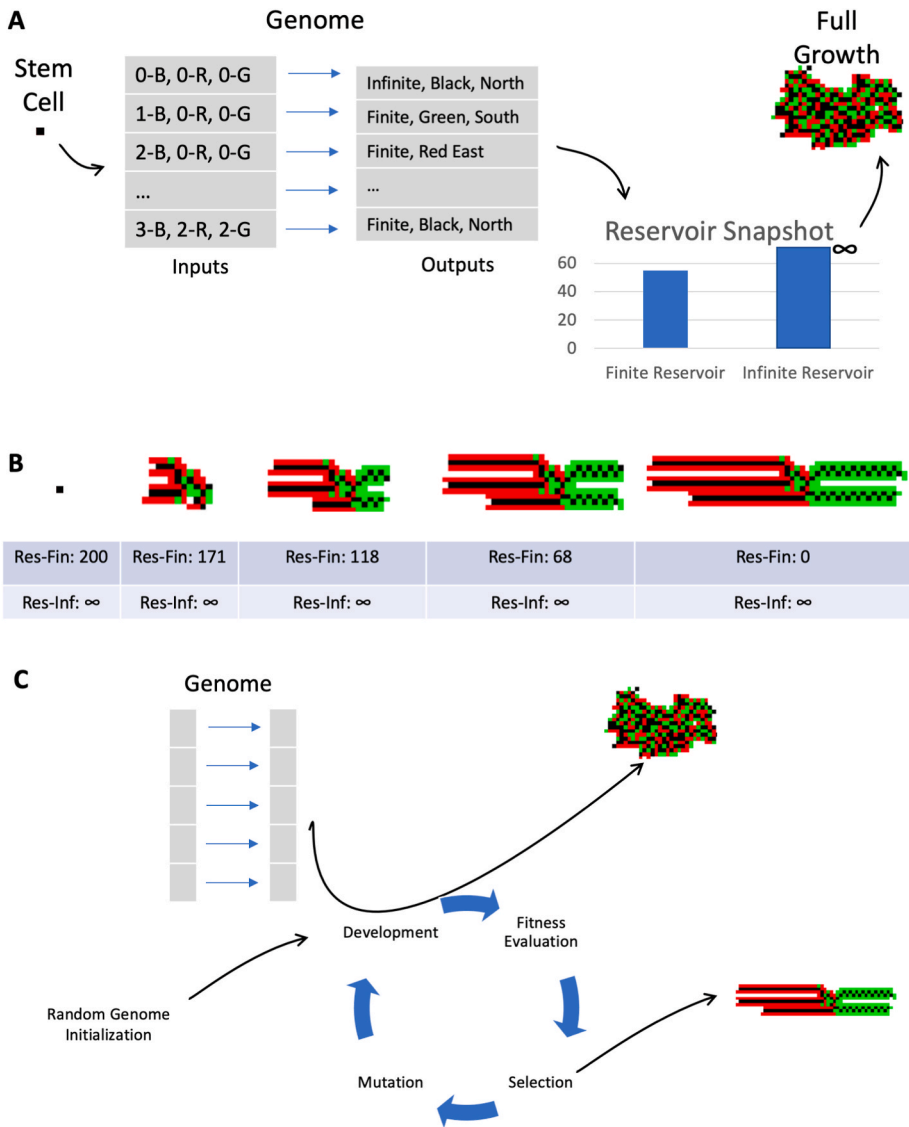 A
Genome
Full
Growth
Stem
Cell
0-B, 0-R, 0-G
Infinite, Black, North
1-B, 0-R, 0-G
Finite, Green, South
2-B, 0-R, 0-G
Finite, Red East
...
...
3-B, 2-R, 2-G
Finite, Black, North
Inputs
Outputs
Reservoir Snapshot
∞
60
40
20
0
Finite Reservoir
Infinite Reservoir
B
Res-Fin: 200
Res-Fin: 171
Res-Fin: 118
Res-Fin: 68
Res-Fin: 0
Res-Inf: ∞
Res-Inf: ∞
Res-Inf: ∞
Res-Inf: ∞
Res-Inf: ∞
C
Genome
Development
Fitness
Evaluation
Random Genome
Initialization
Mutation
Selection